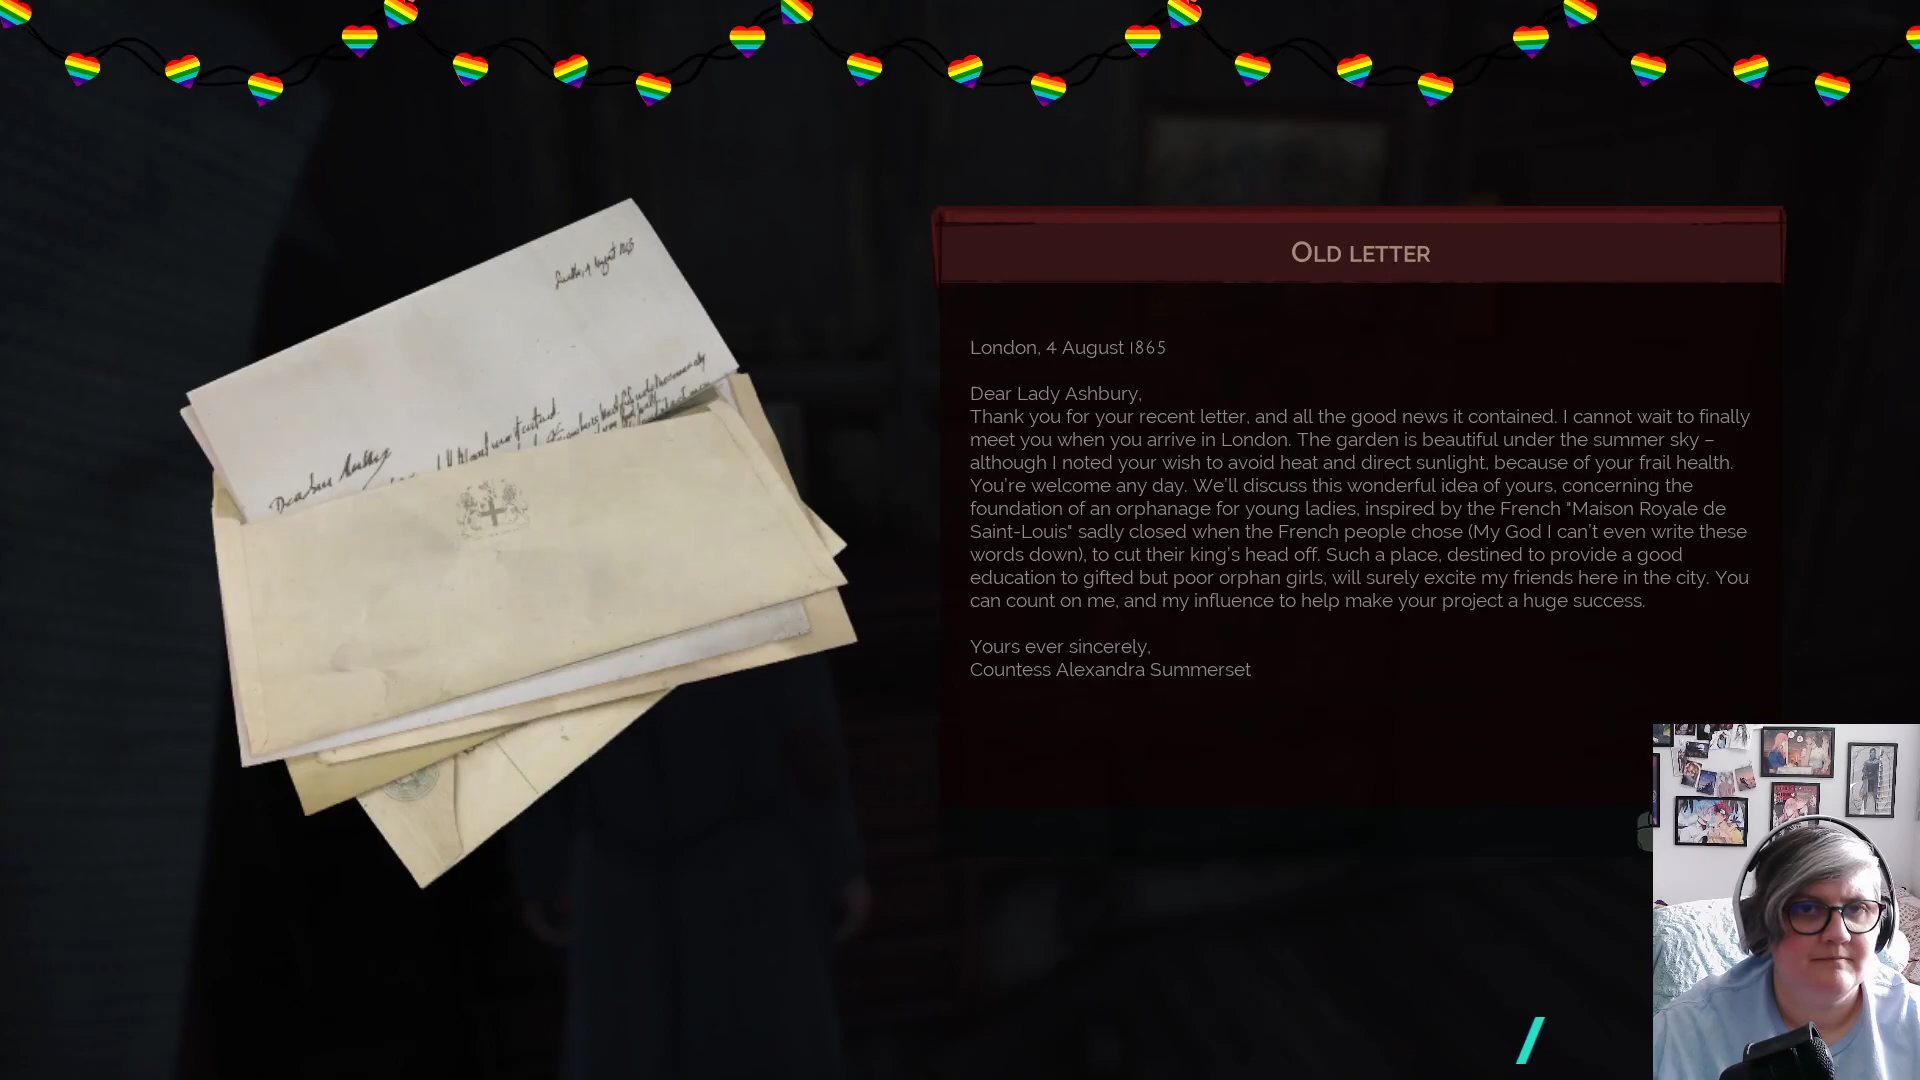 OLD LETTER
London, 4 August 1865
Dear Lady Ashbury,
Thank you for your recent letter, and all the good news it contained. I cannot wait to finally
meet you when you arrive in London. The garden is beautiful under the summer sky –
although I noted your wish to avoid heat and direct sunlight, because of your frail health.
You're welcome any day. We'll discuss this wonderful idea of yours, concerning the
foundation of an orphanage for young ladies, inspired by the French "Maison Royale de
Saint-Louis" sadly closed when the French people chose (My God I can't even write these
words down), to cut their king's head off. Such a place, destined to provide a good
education to gifted but poor orphan girls, will surely excite my friends here in the city. You
can count on me, and my influence to help make your project a huge success.
Yours ever sincerely,
Countess Alexandra Summerset